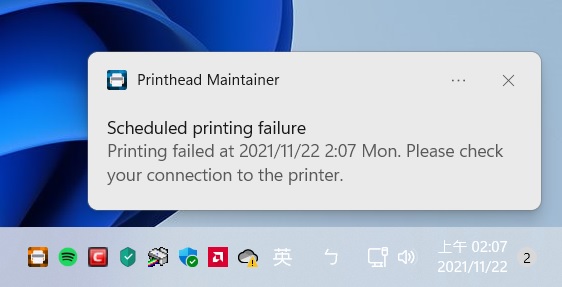 Printhead Maintainer
Scheduled printing failure
Printing failed at 2021/11/22 2:07 Mon. Please check
your connection to the printer.
英 ㄅ 上午 02:07
2021/11/22 2